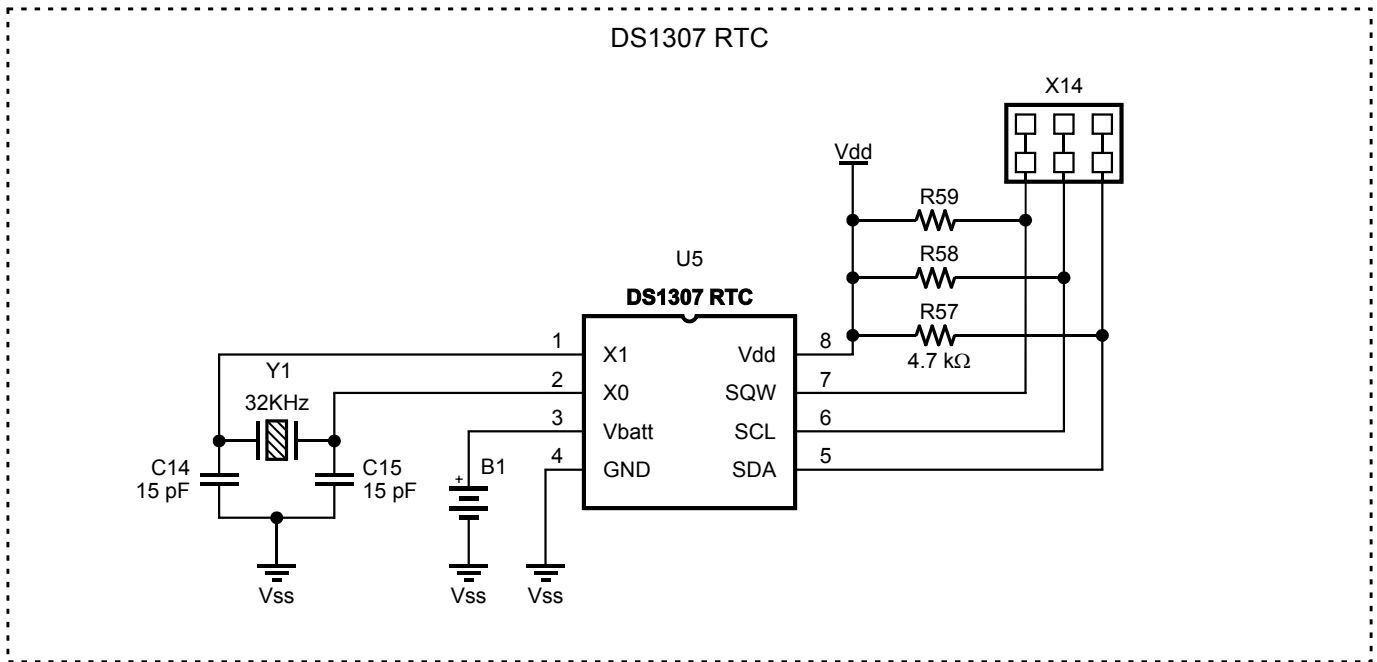 DS1307 RTC
X14
Vdd
R59
R58
R57
4.7 kΩ
U5
DS1307 RTC
1
X1
Vdd
8
2
X0
SQW
7
3
Vbatt
SCL
6
4
GND
SDA
5
Y1
32KHz
C14
15 pF
C15
15 pF
+
B1
Vss
Vss
Vss